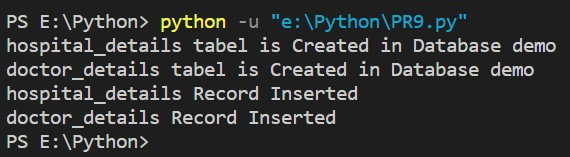 PS E:\Python> python -u "e:\Python\PR9.py"
hospital_details tabel is Created in Database demo
doctor_details tabel is Created in Database demo
hospital_details Record Inserted
doctor_details Record Inserted
PS E:\Python>